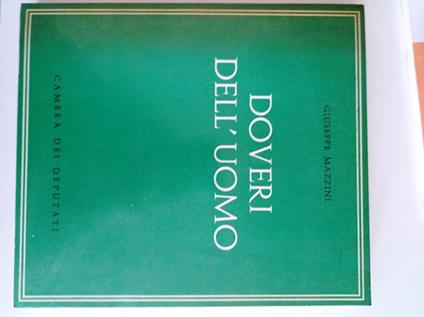 GIUSEPPE MAZZINI
DOVERI
DELL'UOMO
CAMERA DEI DEPUTATI